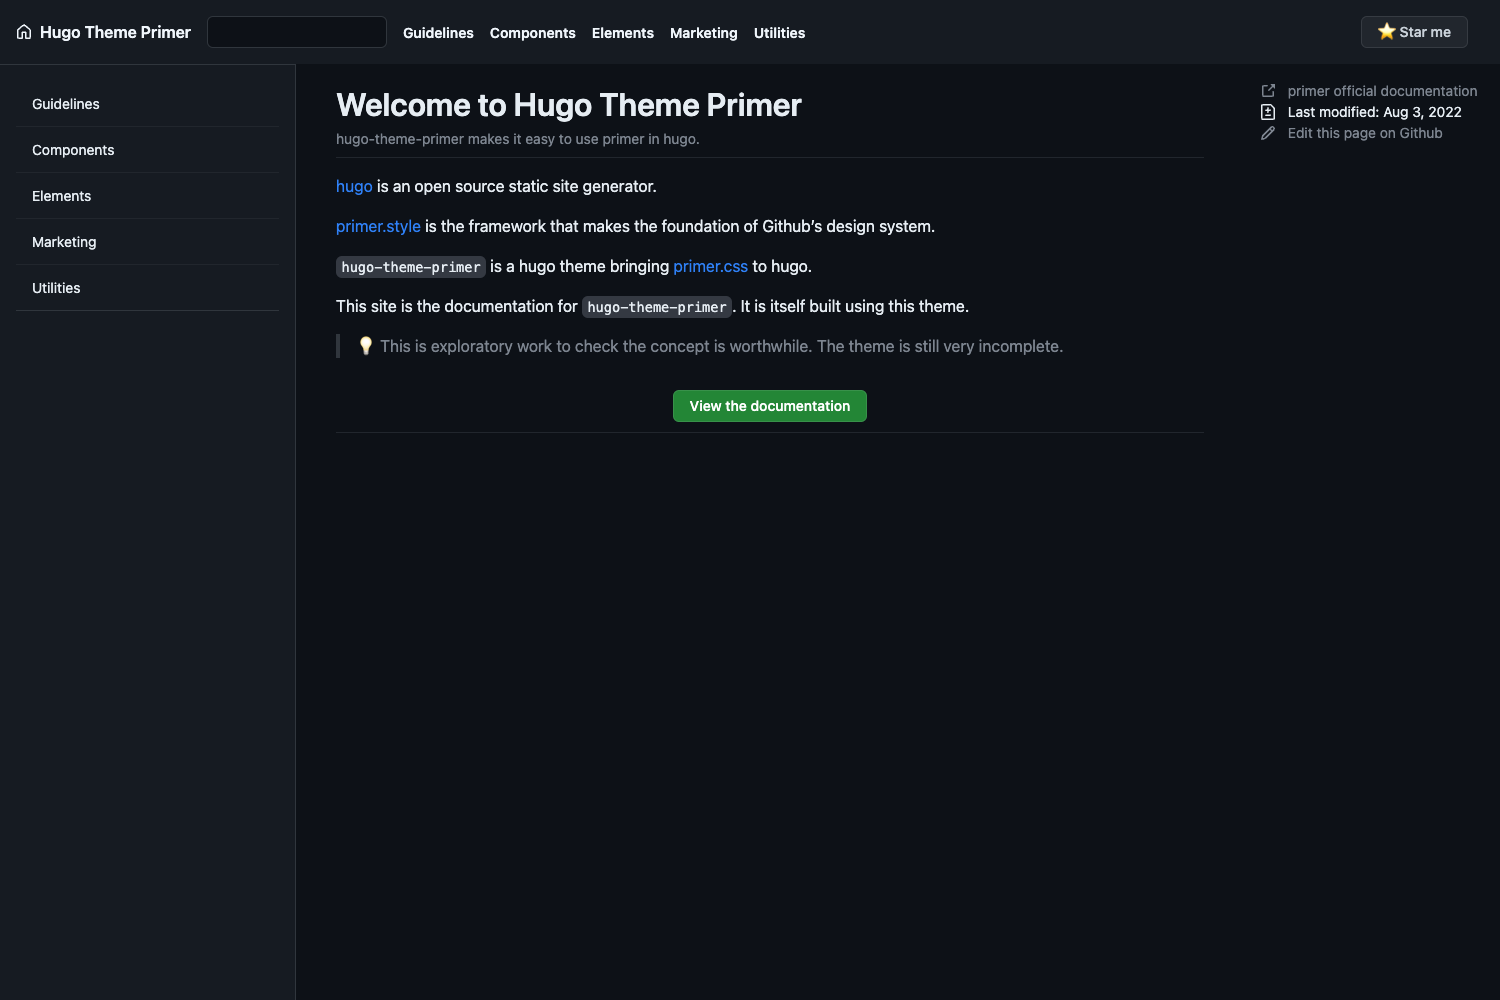 Hugo Theme Primer
Guidelines Components Elements Marketing Utilities
⭐ Star me
Guidelines
Components
Elements
Marketing
Utilities
Welcome to Hugo Theme Primer
hugo-theme-primer makes it easy to use primer in hugo.
hugo is an open source static site generator.
primer.style is the framework that makes the foundation of Github’s design system.
hugo-theme-primer is a hugo theme bringing primer.css to hugo.
This site is the documentation for hugo-theme-primer. It is itself built using this theme.
💡 This is exploratory work to check the concept is worthwhile. The theme is still very incomplete.
View the documentation
primer official documentation
Last modified: Aug 3, 2022
Edit this page on Github